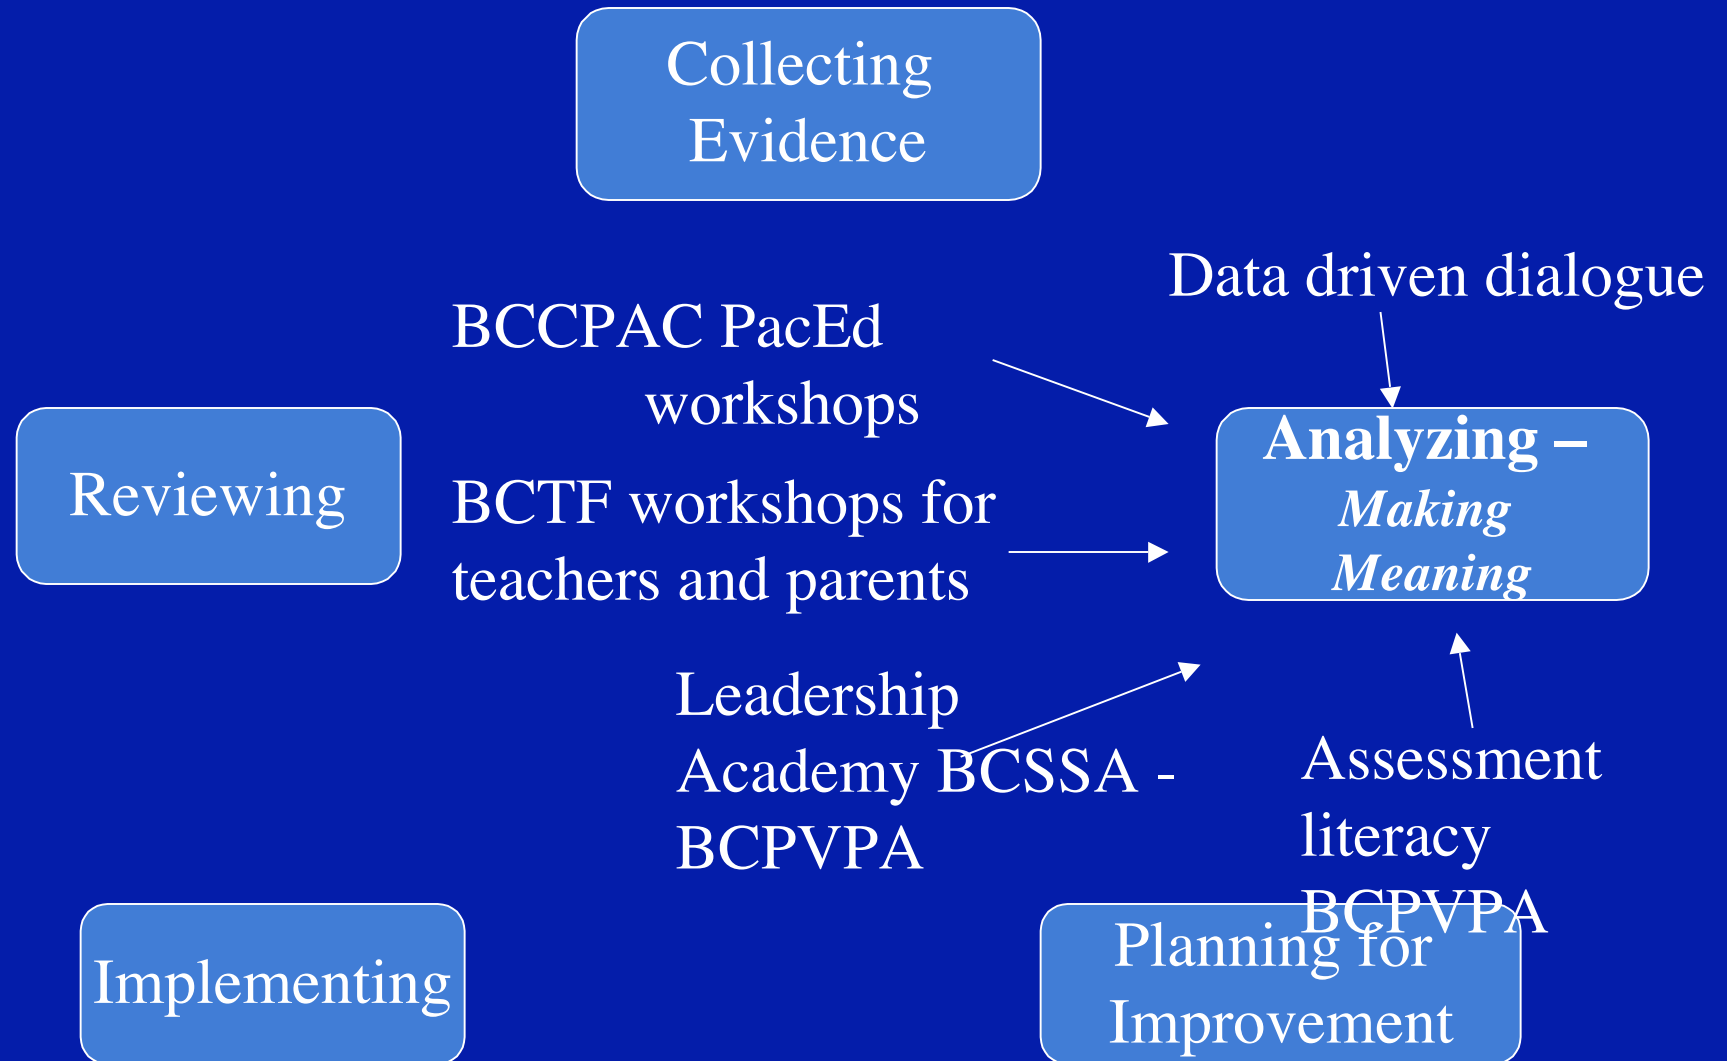 Collecting
Evidence
Data driven dialogue
BCCPAC PacEd
workshops
Analyzing –
Making
Meaning
Reviewing
BCTF workshops for
teachers and parents
Leadership
Academy BCSSA -
BCPVPA
Assessment
literacy
BCPVPA
Implementing
Planning for
Improvement